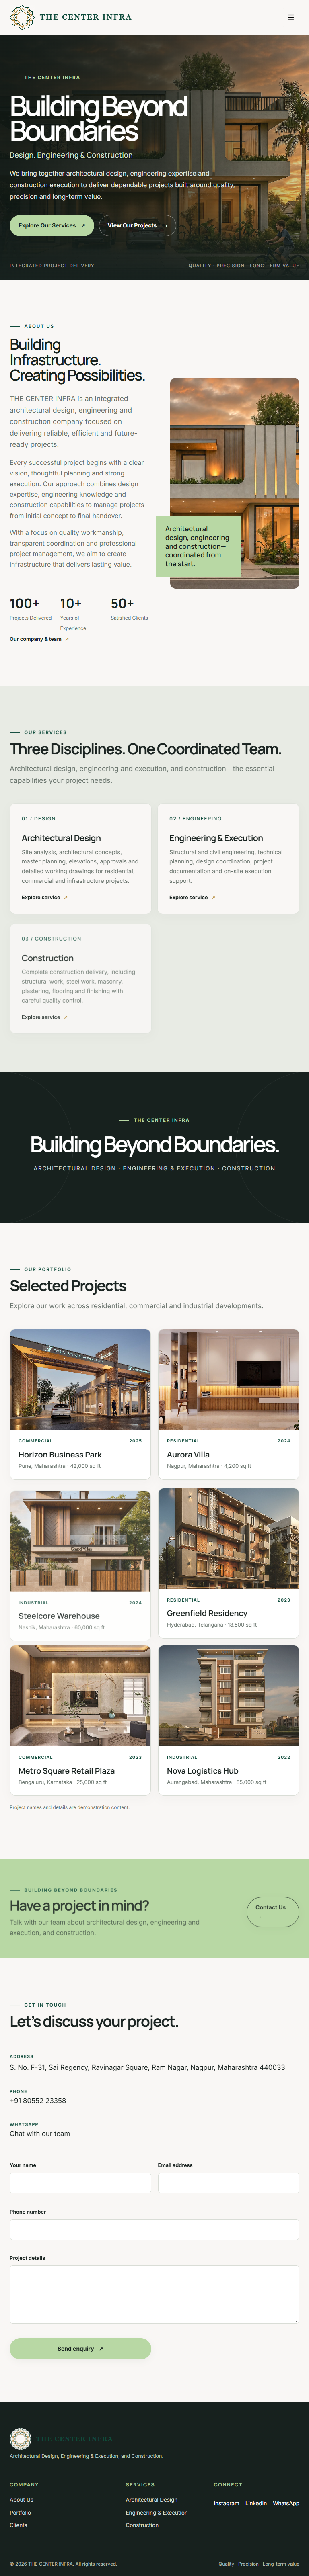 THE CENTER INFRA
THE CENTER INFRA
Building Beyond
Boundaries
Design, Engineering & Construction
We bring together architectural design, engineering expertise and
construction execution to deliver dependable projects built around quality,
precision and long-term value.
Explore Our Services ↗
View Our Projects →
INTEGRATED PROJECT DELIVERY
QUALITY · PRECISION · LONG-TERM VALUE
ABOUT US
Building
Infrastructure.
Creating Possibilities.
THE CENTER INFRA is an integrated
architectural design, engineering and
construction company focused on
delivering reliable, efficient and future-
ready projects.
Every successful project begins with a clear
vision, thoughtful planning and strong
execution. Our approach combines design
expertise, engineering knowledge and
construction capabilities to manage projects
from initial concept to final handover.
With a focus on quality workmanship,
transparent coordination and professional
project management, we aim to create
infrastructure that delivers lasting value.
Architectural
design, engineering
and construction—
coordinated from
the start.
100+
Projects Delivered
10+
Years of
Experience
50+
Satisfied Clients
Our company & team ↗
OUR SERVICES
Three Disciplines. One Coordinated Team.
Architectural design, engineering and execution, and construction—the essential
capabilities your project needs.
01 / DESIGN
Architectural Design
Site analysis, architectural concepts,
master planning, elevations, approvals and
detailed working drawings for residential,
commercial and infrastructure projects.
Explore service ↗
02 / ENGINEERING
Engineering & Execution
Structural and civil engineering, technical
planning, design coordination, project
documentation and on-site execution
support.
Explore service ↗
03 / CONSTRUCTION
Construction
Complete construction delivery, including
structural work, steel work, masonry,
plastering, flooring and finishing with
careful quality control.
Explore service ↗
THE CENTER INFRA
Building Beyond Boundaries.
ARCHITECTURAL DESIGN · ENGINEERING & EXECUTION · CONSTRUCTION
OUR PORTFOLIO
Selected Projects
Explore our work across residential, commercial and industrial developments.
COMMERCIAL 2025
Horizon Business Park
Pune, Maharashtra · 42,000 sq ft
RESIDENTIAL 2024
Aurora Villa
Nagpur, Maharashtra · 4,200 sq ft
INDUSTRIAL 2024
Steelcore Warehouse
Nashik, Maharashtra · 60,000 sq ft
RESIDENTIAL 2023
Greenfield Residency
Hyderabad, Telangana · 18,500 sq ft
COMMERCIAL 2023
Metro Square Retail Plaza
Bengaluru, Karnataka · 25,000 sq ft
INDUSTRIAL 2022
Nova Logistics Hub
Aurangabad, Maharashtra · 85,000 sq ft
Project names and details are demonstration content.
BUILDING BEYOND BOUNDARIES
Have a project in mind?
Talk with our team about architectural design, engineering and
execution, and construction.
Contact Us
→
GET IN TOUCH
Let's discuss your project.
ADDRESS
S. No. F-31, Sai Regency, Ravinagar Square, Ram Nagar, Nagpur, Maharashtra 440033
PHONE
+91 80552 23358
WHATSAPP
Chat with our team
Your name
Email address
Phone number
Project details
Send enquiry ↗
THE CENTER INFRA
Architectural Design, Engineering & Execution, and Construction.
COMPANY
About Us
Portfolio
Clients
SERVICES
Architectural Design
Engineering & Execution
Construction
CONNECT
Instagram LinkedIn WhatsApp
© 2026 THE CENTER INFRA. All rights reserved.
Quality · Precision · Long-term value